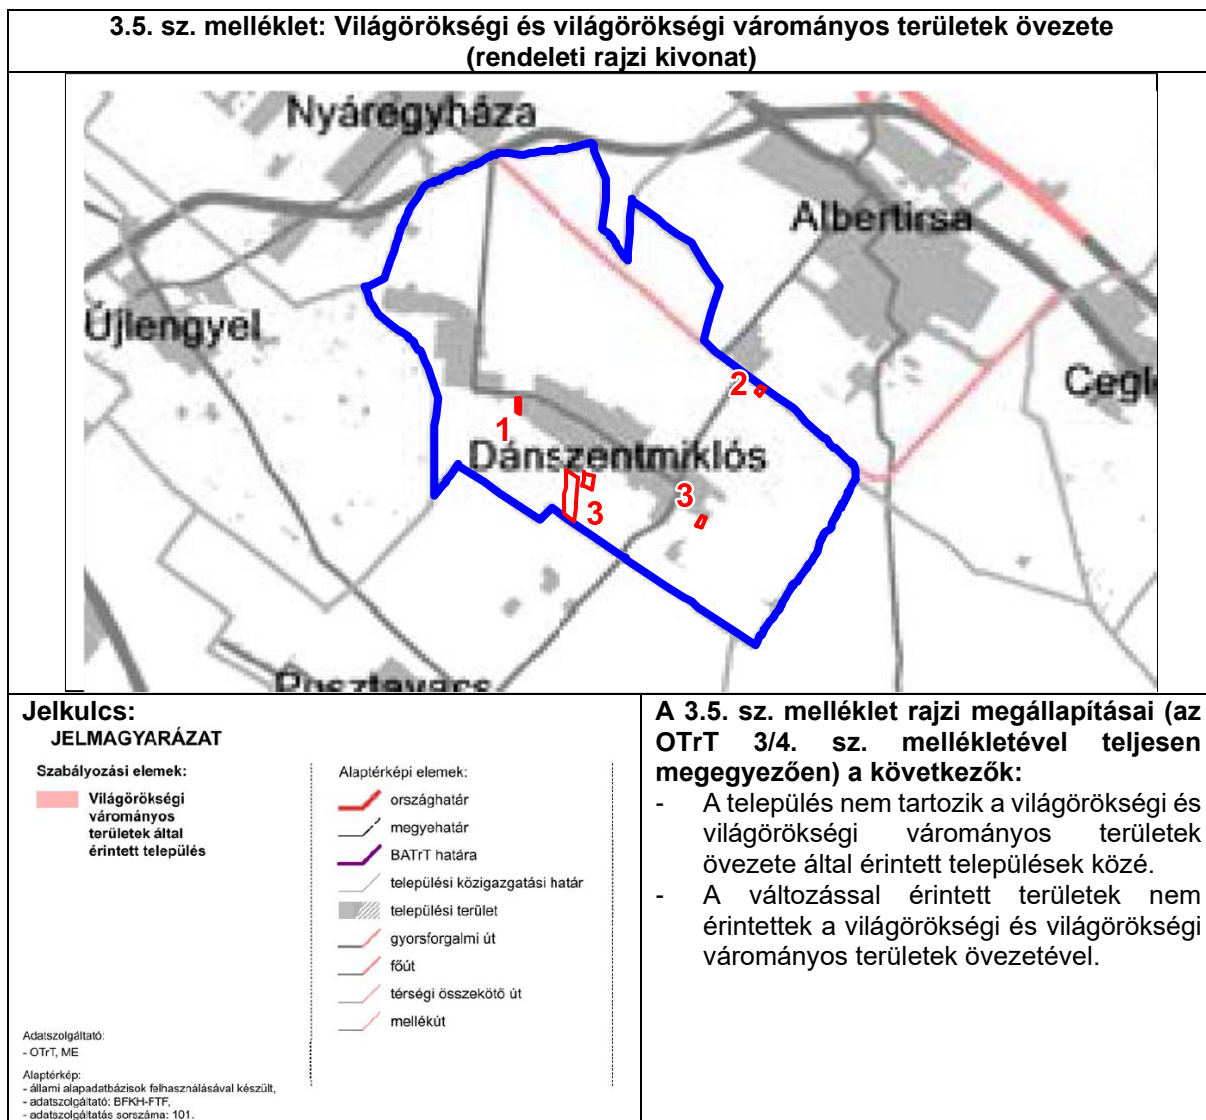 3.5. sz. melléklet: Világörökségi és világörökségi várományos területek övezete
(rendeleti rajzi kivonat)
Nyáregyháza
Albertirsa
Újlengyel
2
Cegl
1
Dánszentmiklós
3
3
Pusztavacs
Jelkulcs:
JELMAGYARÁZAT
Szabályozási elemek:
Világörökségi
várományos
területek által
érintett település
Alaptérképi elemek:
országhatár
megyehatár
BATrT határa
települési közigazgatási határ
települési terület
gyorsforgalmi út
főút
térségi összekötő út
mellékút
Adatszolgáltató:
- OTrT, ME
Alaptérkép:
- állami alapadatbázisok felhasználásával készült,
- adatszolgáltató: BFKH-FTF,
- adatszolgáltatás sorszáma: 101.
A 3.5. sz. melléklet rajzi megállapításai (az
OTrT 3/4. sz. mellékletével teljesen
megegyezően) a következők:
- A település nem tartozik a világörökségi és
világörökségi várományos területek
övezete által érintett települések közé.
- A változással érintett területek nem
érintettek a világörökségi és világörökségi
várományos területek övezetével.